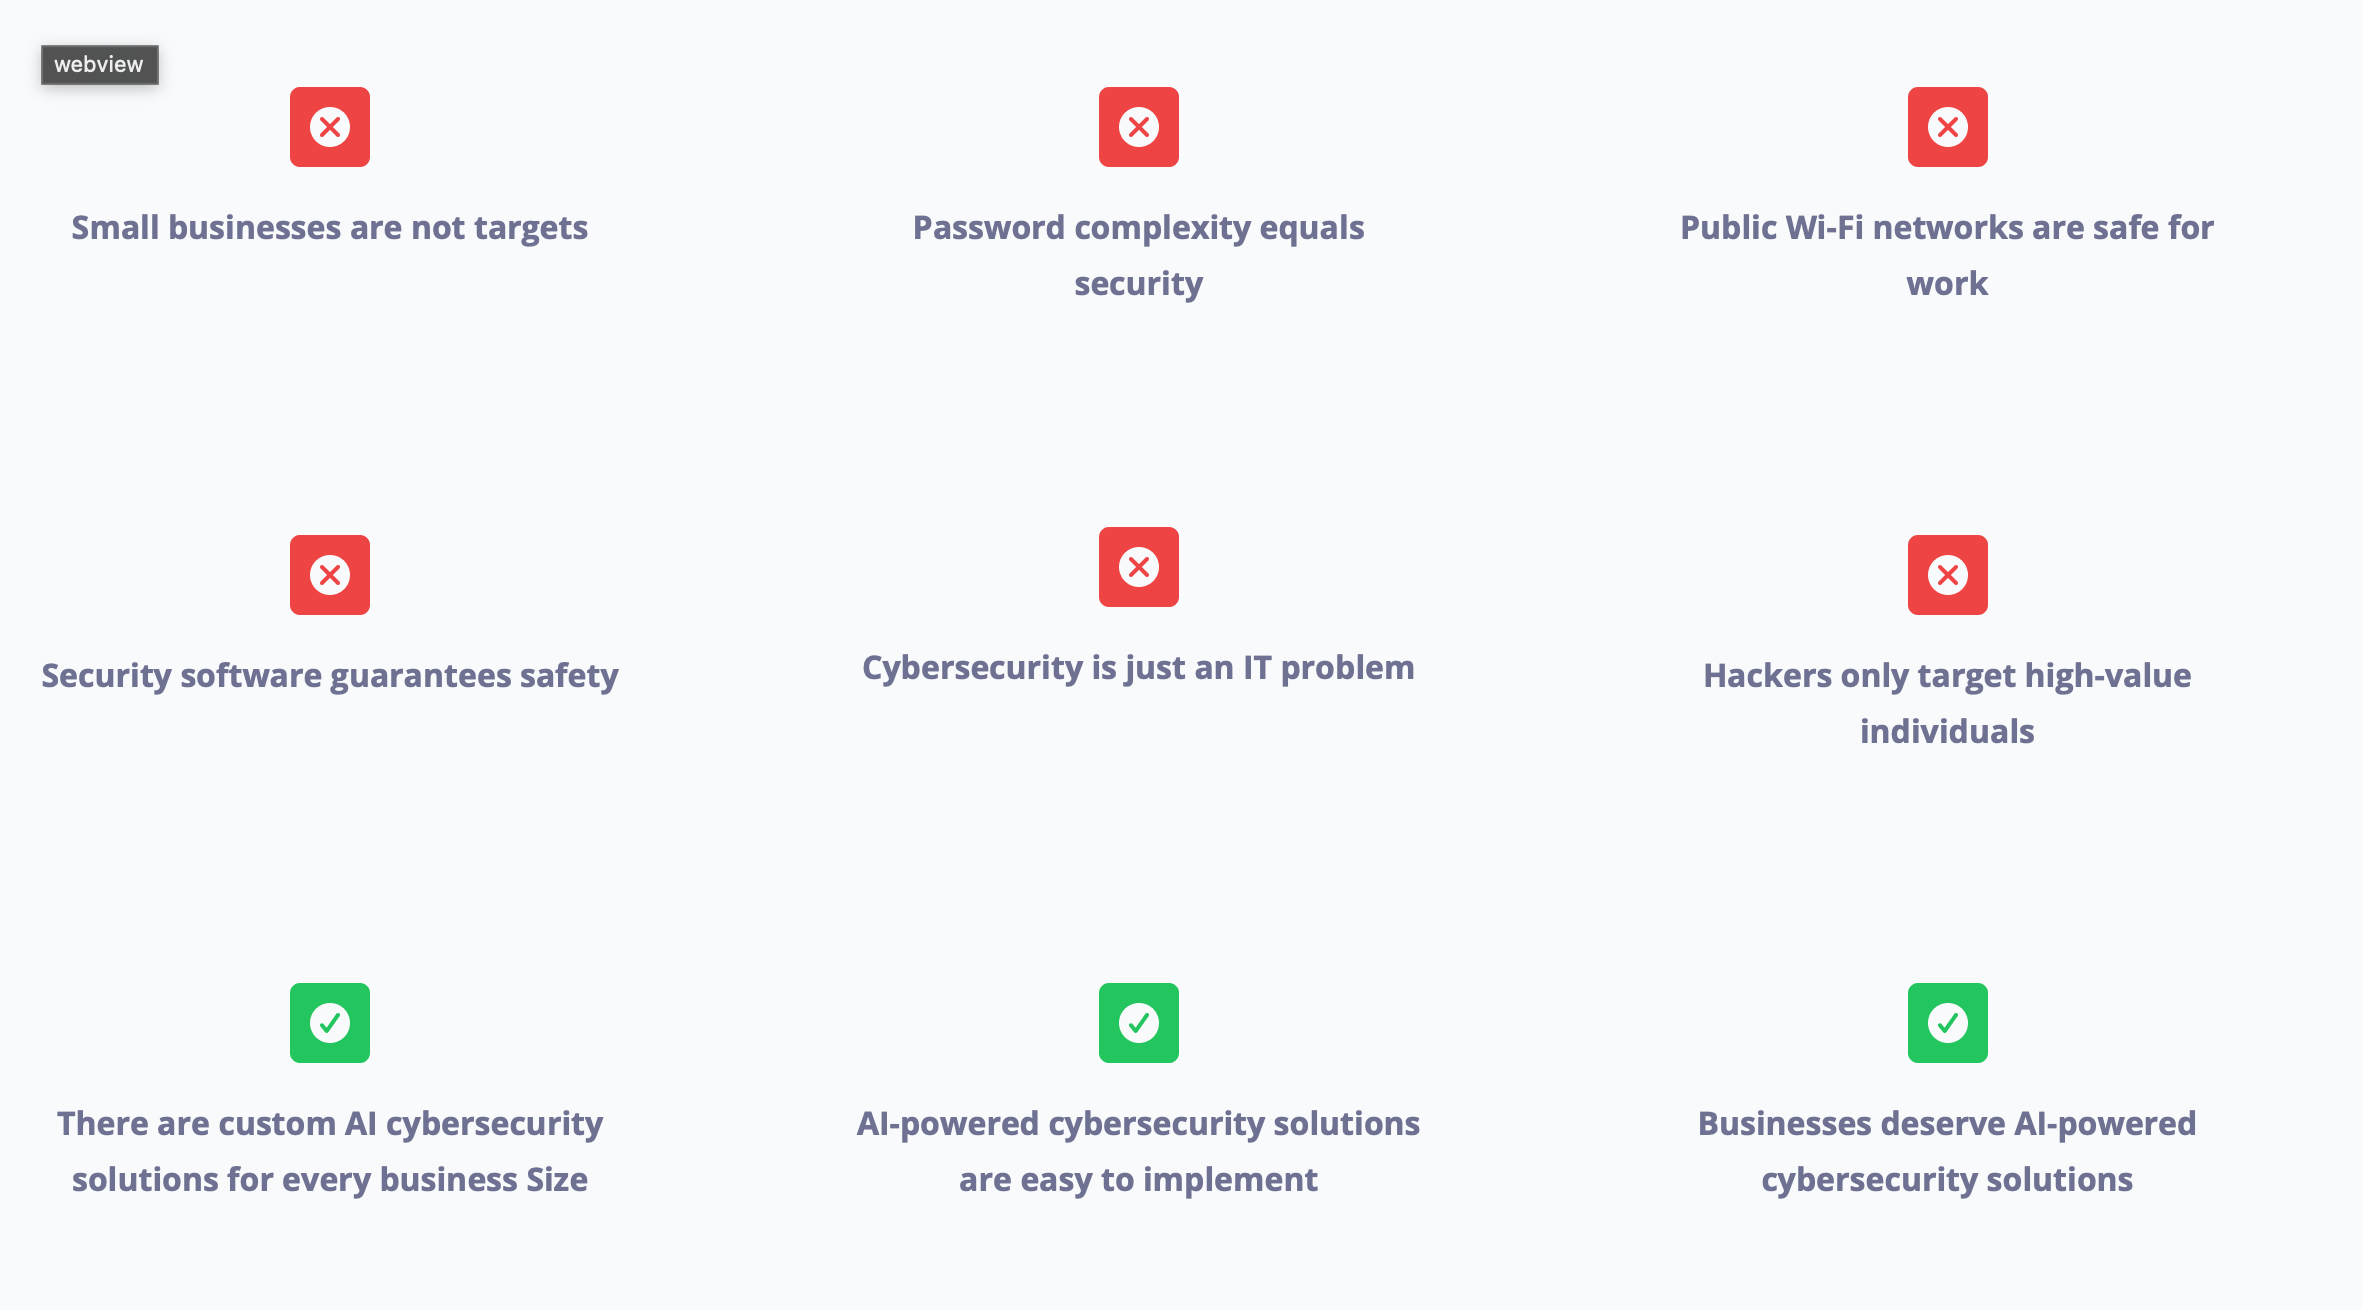 webview
Small businesses are not targets
Password complexity equals
security
Public Wi-Fi networks are safe for
work
Security software guarantees safety
Cybersecurity is just an IT problem
Hackers only target high-value
individuals
There are custom AI cybersecurity
solutions for every business Size
AI-powered cybersecurity solutions
are easy to implement
Businesses deserve AI-powered
cybersecurity solutions